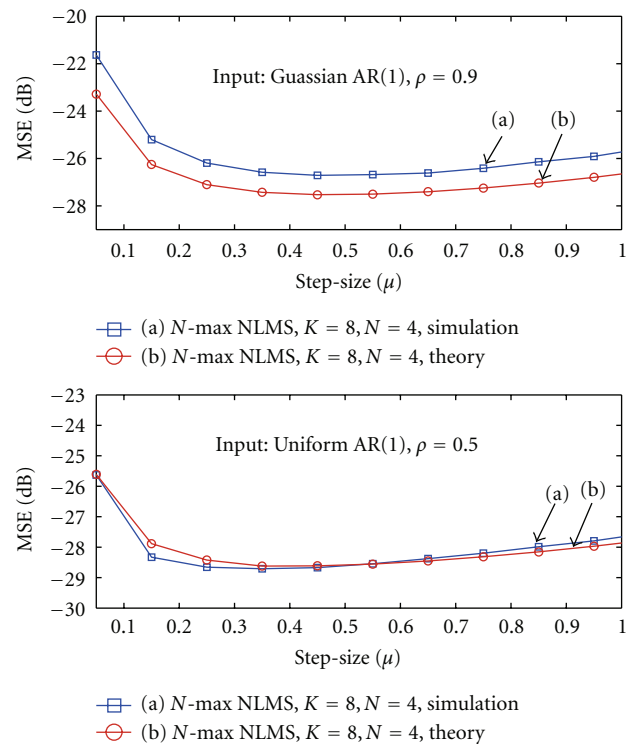 −20
−22
−24
−26
−28
MSE (dB)
Input: Guassian AR(1), ρ = 0.9
(a)
(b)
0.1 0.2 0.3 0.4 0.5 0.6 0.7 0.8 0.9 1
Step-size (μ)
(a) N-max NLMS, K = 8, N = 4, simulation
(b) N-max NLMS, K = 8, N = 4, theory
−23
−24
−25
−26
−27
−28
−29
−30
MSE (dB)
Input: Uniform AR(1), ρ = 0.5
(a)
(b)
0.1 0.2 0.3 0.4 0.5 0.6 0.7 0.8 0.9 1
Step-size (μ)
(a) N-max NLMS, K = 8, N = 4, simulation
(b) N-max NLMS, K = 8, N = 4, theory